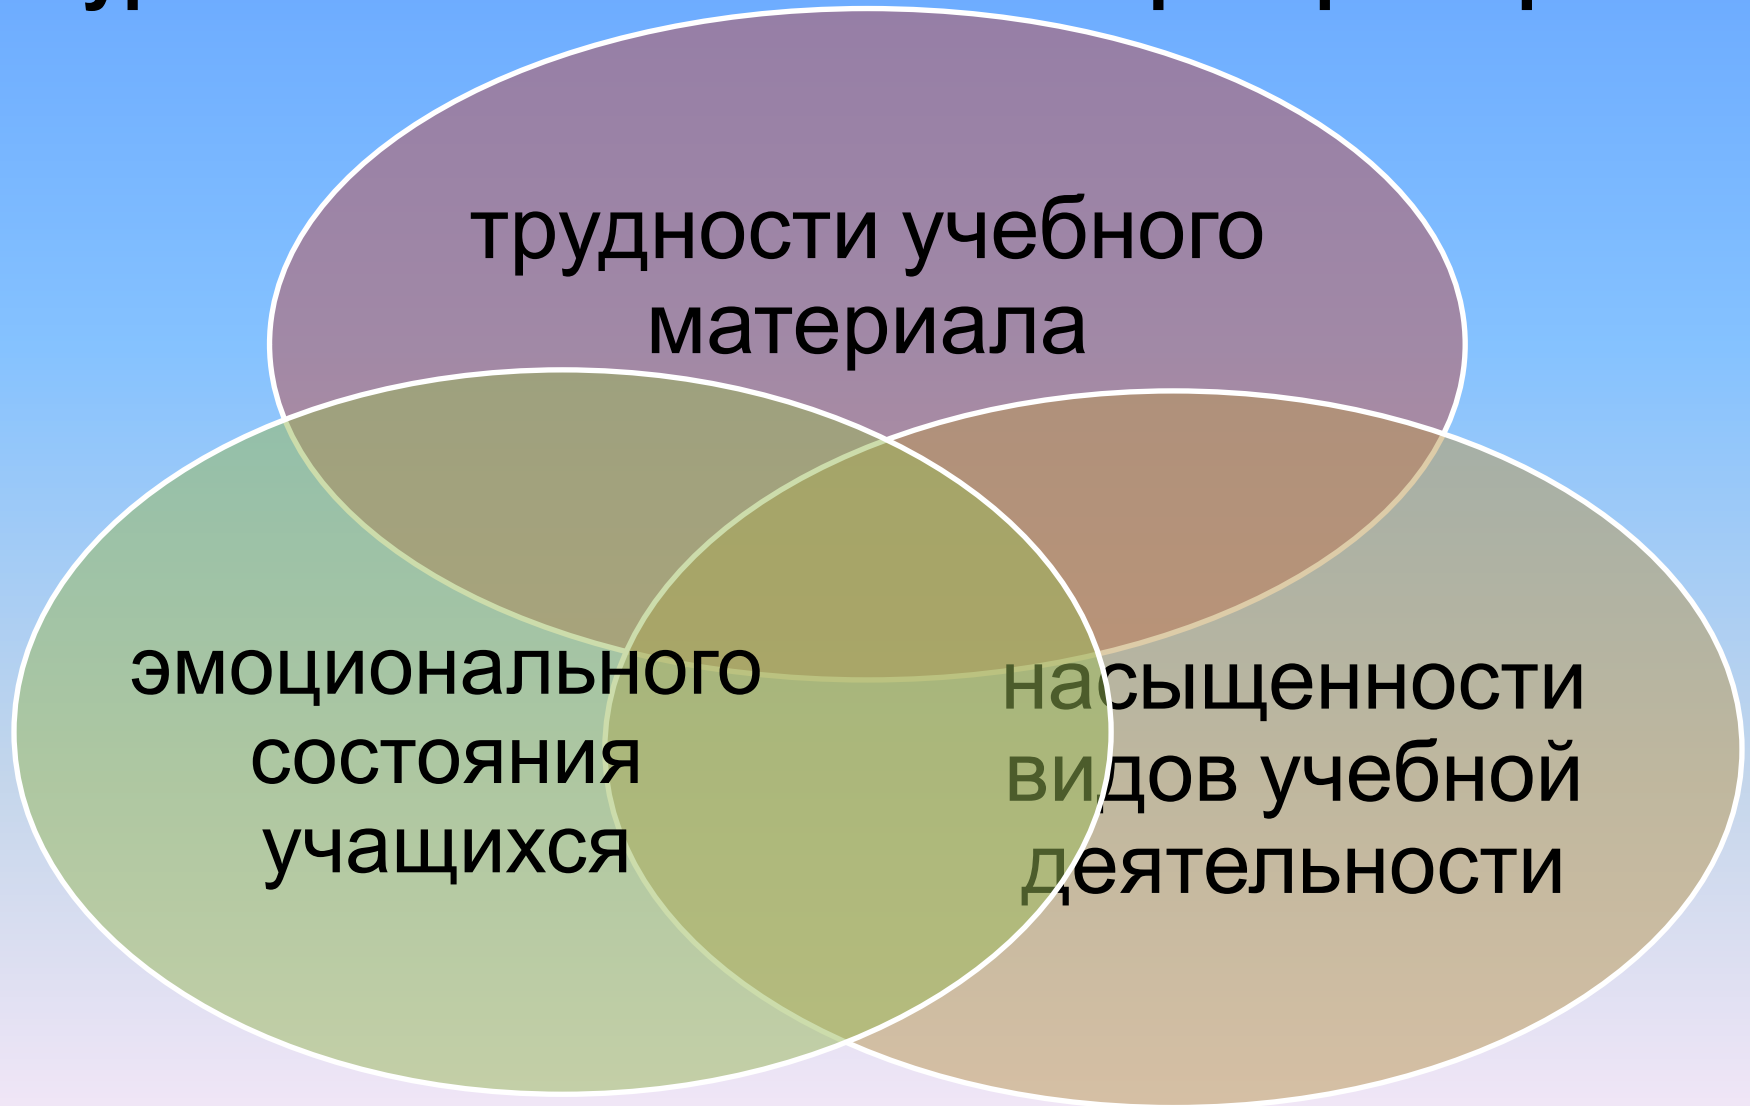 трудности учебного
материала
эмоционального
состояния
учащихся
насыщенности
видов учебной
деятельности